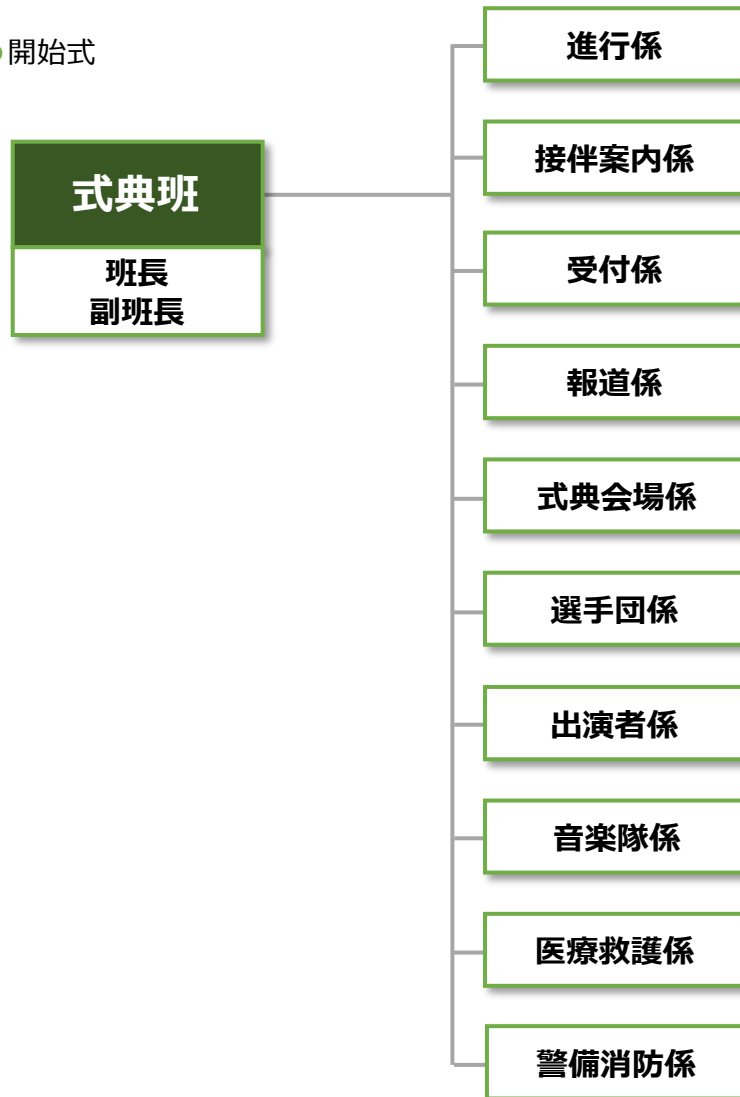 開始式
式典班
班長
副班長
進行係
接伴案内係
受付係
報道係
式典会場係
選手団係
出演者係
音楽隊係
医療救護係
警備消防係